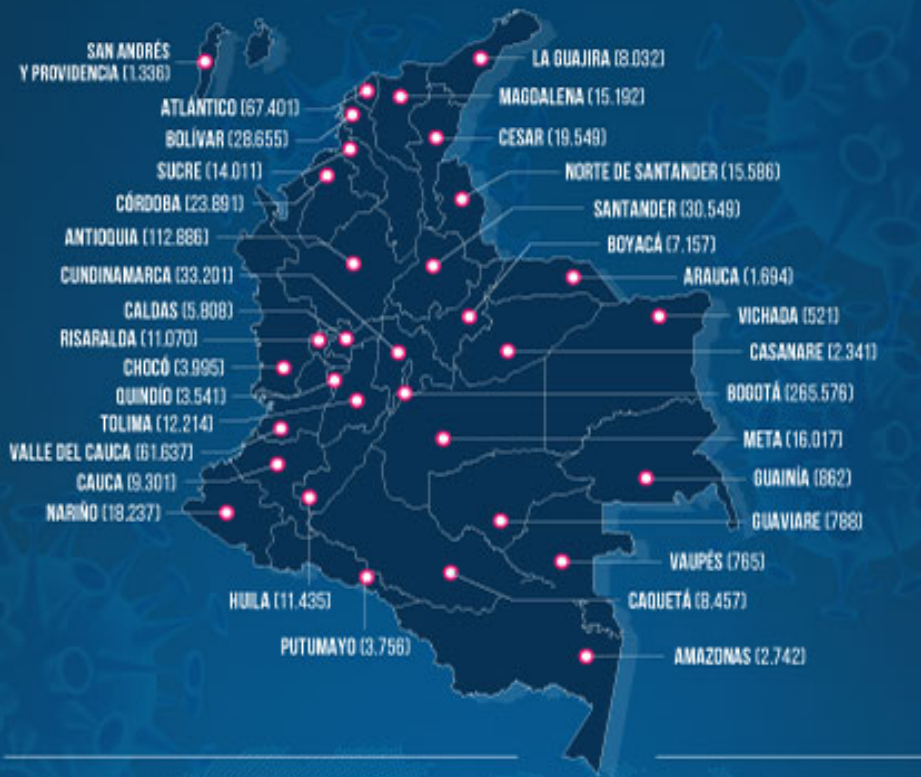 SAN ANDRÉS
Y PROVIDENCIA (1.336)
ATLÁNTICO (67.401)
BOLÍVAR (28.655)
SUCRE (14.011)
CÓRDOBA (23.891)
ANTIOQUIA (112.886)
CUNDINAMARCA (33.201)
CALDAS (5.808)
RISARALDA (11.070)
CHOCÓ (3.995)
QUINDÍO (3.541)
TOLIMA (12.214)
VALLE DEL CAUCA (61.637)
CAUCA (9.301)
NARIÑO (18.237)
HUILA (11.435)
PUTUMAYO (3.756)
LA GUAJIRA (8.032)
MAGDALENA (15.192)
CESAR (19.549)
NORTE DE SANTANDER (15.586)
SANTANDER (30.549)
BOYACÁ (7.157)
ARAUCA (1.694)
VICHADA (521)
CASANARE (2.341)
BOGOTÁ (265.576)
META (16.017)
GUAINÍA (862)
GUAVIARE (788)
VAUPÉS (765)
CAQUETÁ (8.457)
AMAZONAS (2.742)